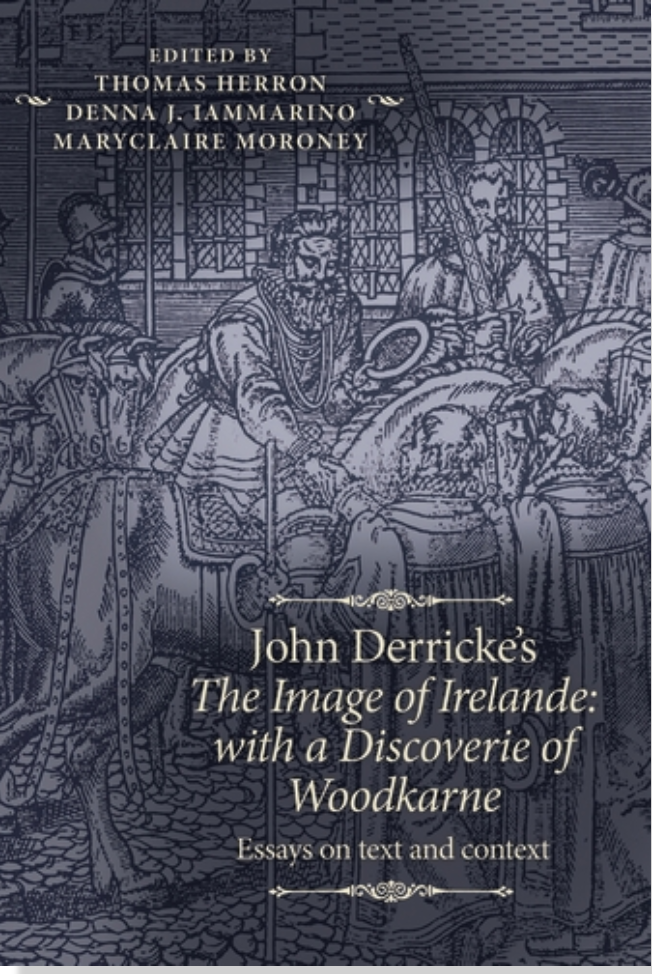 EDITED BY
THOMAS HERRON
DENNA J. IAMMARINO
MARYCLAIRE MORONEY
John Derricke's
The Image of Irelande:
with a Discoverie of
Woodkarne
Essays on text and context